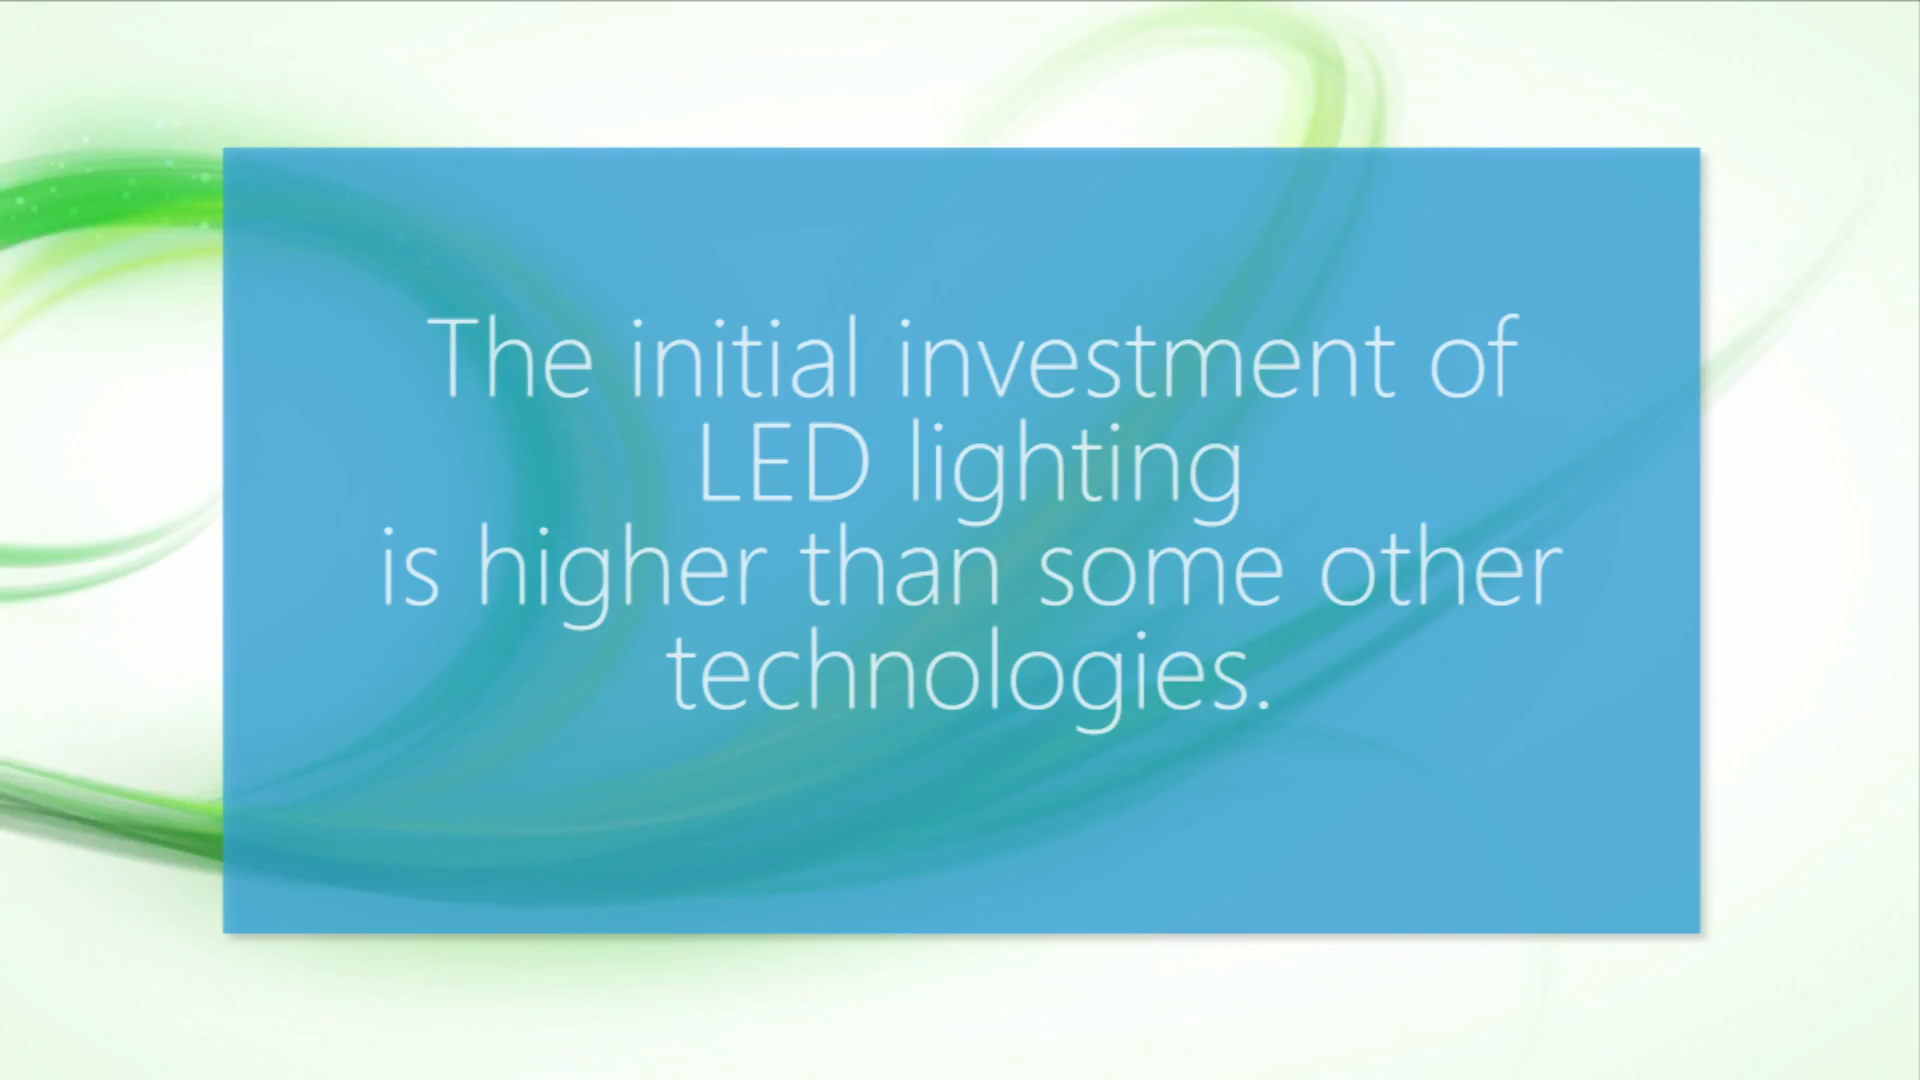 The initial investment of
LED lighting
is higher than some other
technologies.